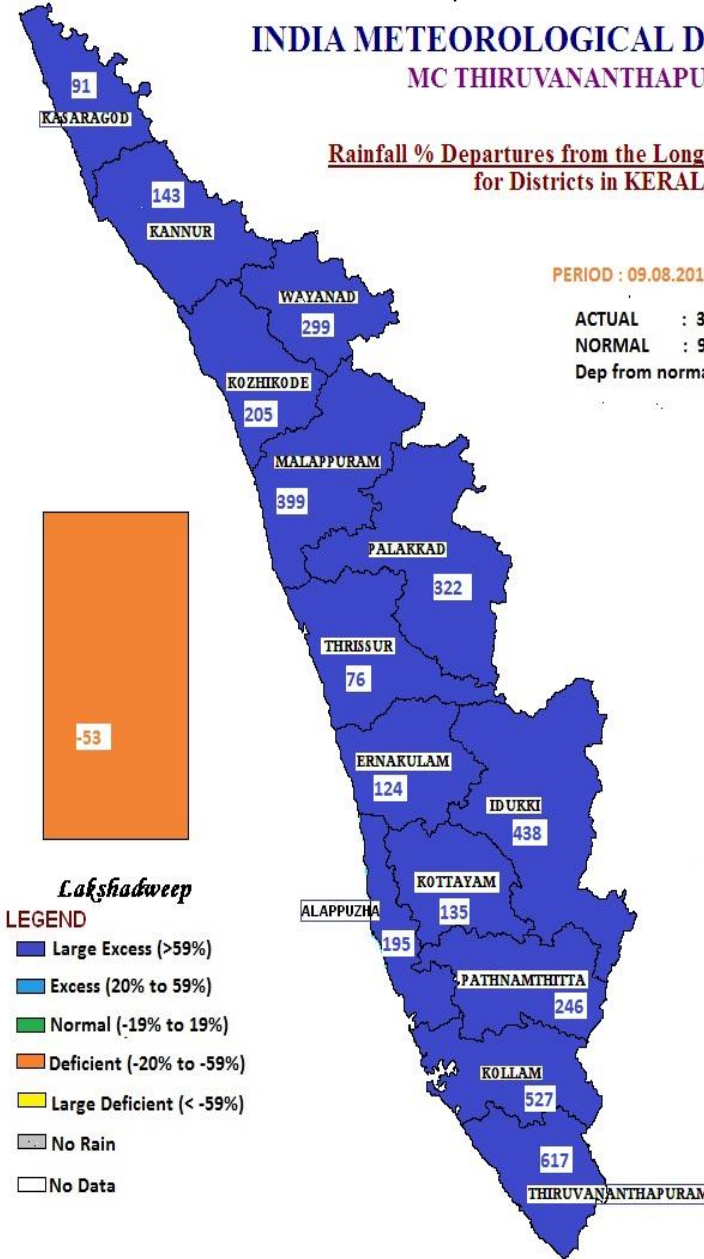 INDIA METEOROLOGICAL D
MC THIRUVANANTHAPU
Rainfall % Departures from the Long
for Districts in KERAL
PERIOD : 09.08.201
ACTUAL : 3
NORMAL : 9
Dep from norma
91
KASARAGOD
143
KANNUR
WAYANAD
299
KOZHIKODE
205
MALAPPURAM
399
PALAKKAD
322
THRISSUR
76
-53
Lakshadweep
ERNAKULAM
124
IDUKKI
438
KOTTAYAM
135
ALAPPUZHA
195
PATHNAMTHITTA
246
KOLLAM
527
617
THIRUVANANTHAPURAM
LEGEND
Large Excess (>59%)
Excess (20% to 59%)
Normal (-19% to 19%)
Deficient (-20% to -59%)
Large Deficient (< -59%)
No Rain
No Data